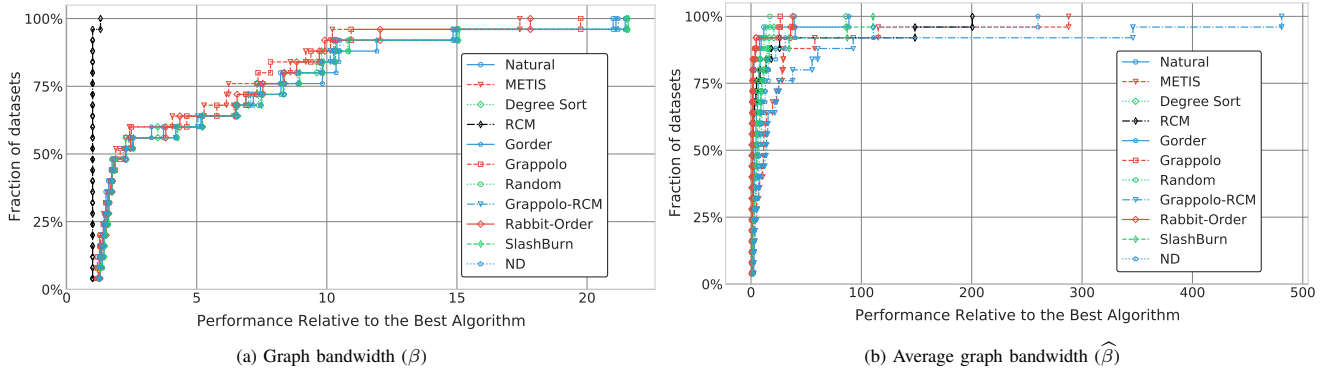 100%
75%
50%
25%
0%
Fraction of datasets
0
5
10
15
20
Performance Relative to the Best Algorithm
Natural
METIS
Degree Sort
RCM
Gorder
Grappolo
Random
Grappolo-RCM
Rabbit-Order
SlashBurn
ND
(a) Graph bandwidth (β)
100%
75%
50%
25%
0%
Fraction of datasets
0
100
200
300
400
500
Performance Relative to the Best Algorithm
Natural
METIS
Degree Sort
RCM
Gorder
Grappolo
Random
Grappolo-RCM
Rabbit-Order
SlashBurn
ND
(b) Average graph bandwidth (β̂)